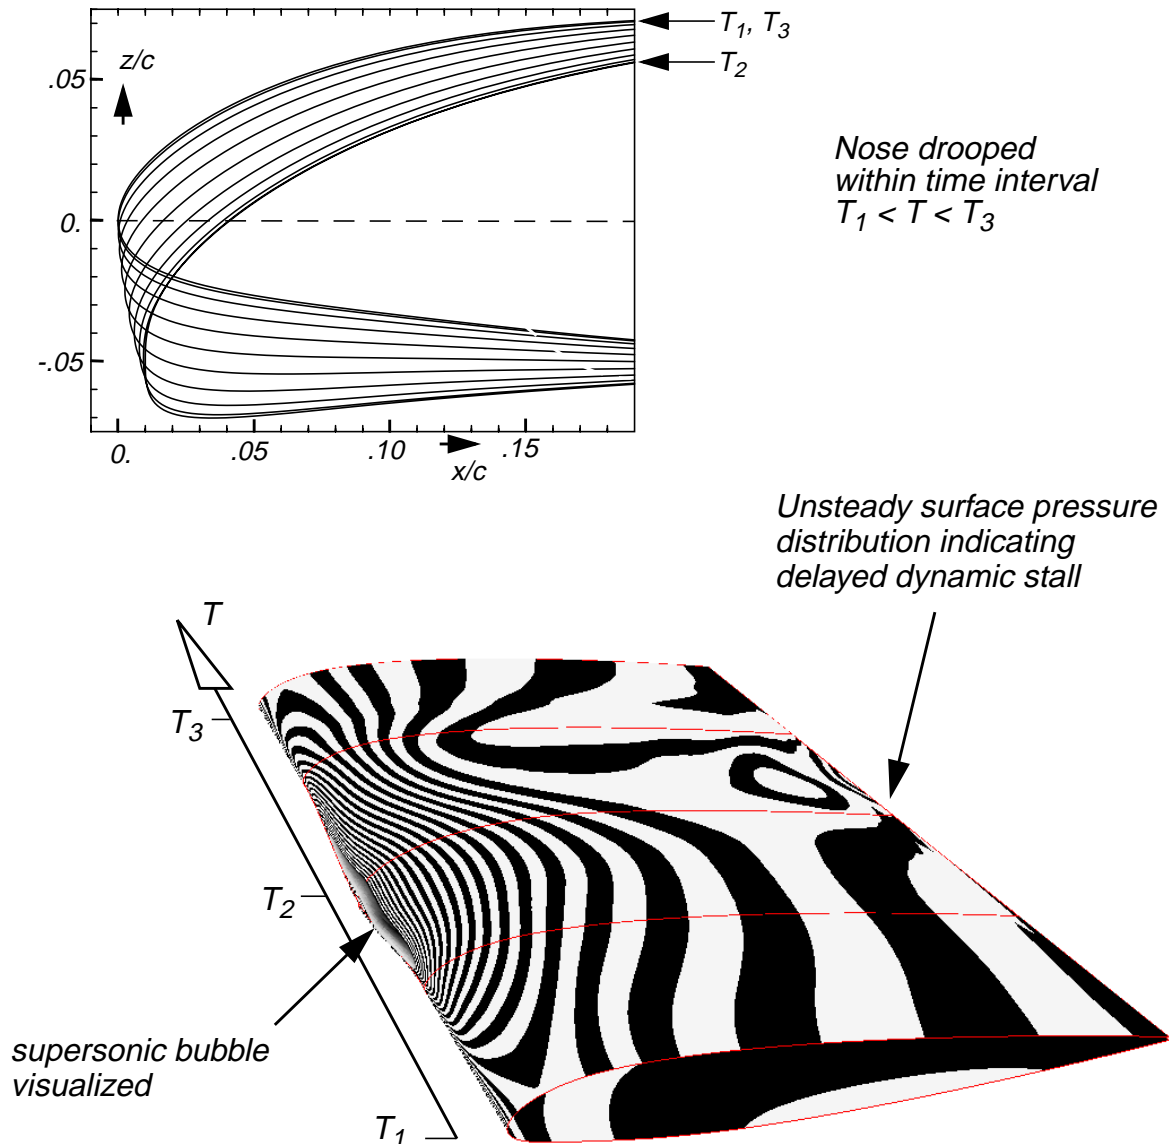 z/c
T1, T3
.05
T2
Nose drooped
within time interval
T1 < T < T3
0.
-.05
0.
.05
.10
.15
x/c
Unsteady surface pressure
distribution indicating
delayed dynamic stall
T
T3
T2
supersonic bubble
visualized
T1